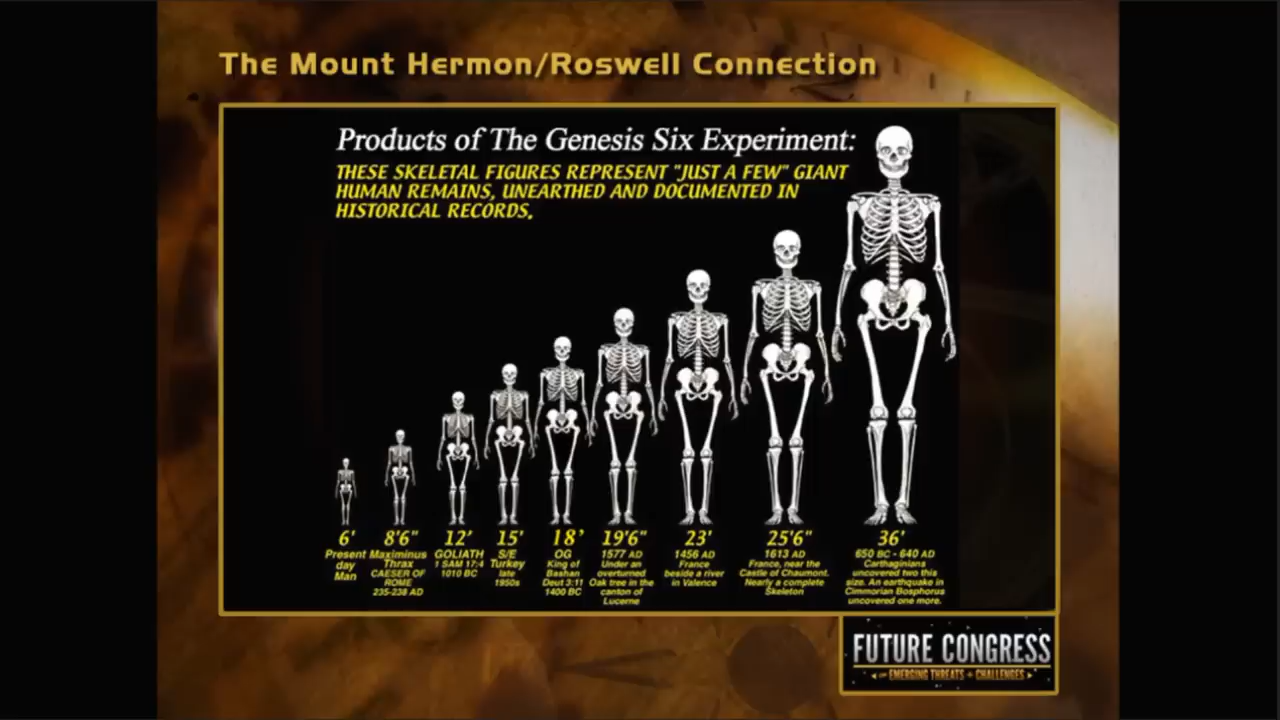 The Mount Hermon/Roswell Connection
Products of The Genesis Six Experiment:
THESE SKELETAL FIGURES REPRESENT "JUST A FEW" GIANT
HUMAN REMAINS, UNEARTHED AND DOCUMENTED IN
HISTORICAL RECORDS.
6'
Present
day
Man
8'6"
Maximinus
Thrax
CAESER OF
ROME
235-238 AD
12'
GOLIATH
1 SAM 17:4
1010 BC
15'
S/E
Turkey
late
1950s
18'
OG
King of
Bashan
Deut 3:11
1400 BC
19'6"
1577 AD
Under an
overturned
Oak tree in the
canton of
Lucerne
23'
1456 AD
France
beside a river
in Valence
25'6"
1613 AD
France, near the
Castle of Chaumont.
Nearly a complete
Skeleton
36'
650 BC - 640 AD
Carthaginians
uncovered two this
size. An earthquake in
Cimmorian Bosphorus
uncovered one more.
FUTURE CONGRESS
EMERGING THREATS + CHALLENGES